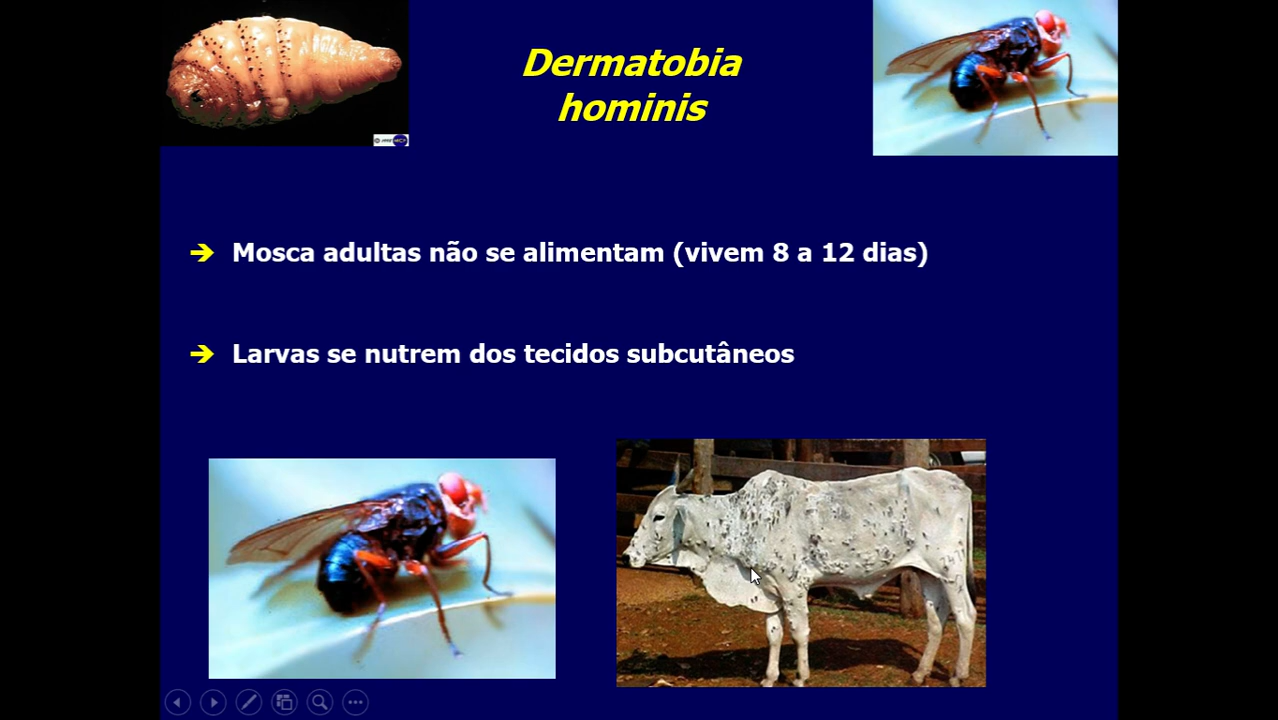 Dermatobia
hominis
➔ Mosca adultas não se alimentam (vivem 8 a 12 dias)
➔ Larvas se nutrem dos tecidos subcutâneos